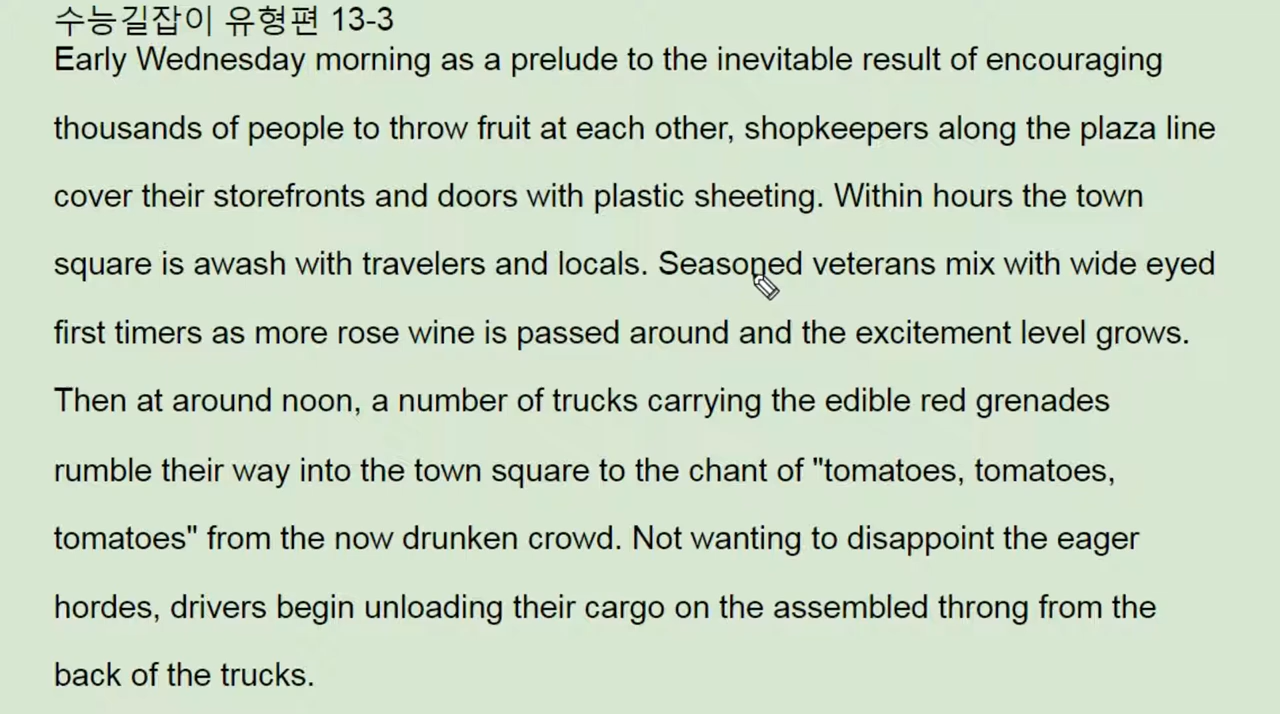 수능길잡이 유형편 13-3
Early Wednesday morning as a prelude to the inevitable result of encouraging
thousands of people to throw fruit at each other, shopkeepers along the plaza line
cover their storefronts and doors with plastic sheeting. Within hours the town
square is awash with travelers and locals. Seasoned veterans mix with wide eyed
first timers as more rose wine is passed around and the excitement level grows.
Then at around noon, a number of trucks carrying the edible red grenades
rumble their way into the town square to the chant of "tomatoes, tomatoes,
tomatoes" from the now drunken crowd. Not wanting to disappoint the eager
hordes, drivers begin unloading their cargo on the assembled throng from the
back of the trucks.